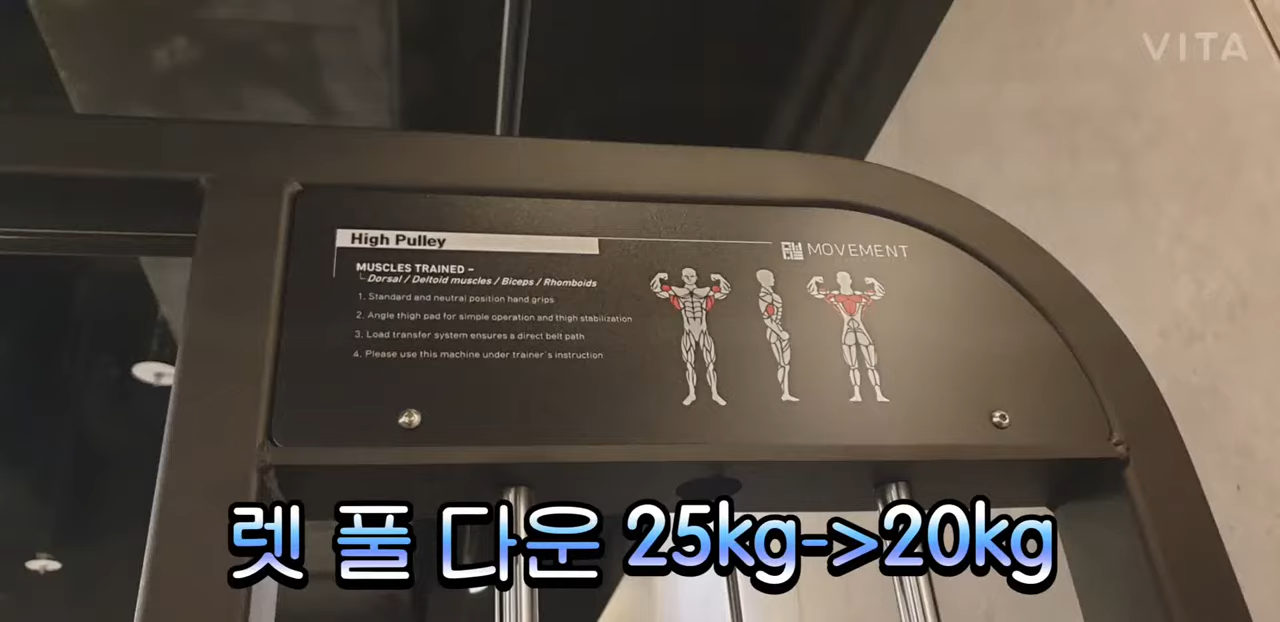 VITA
High Pulley
MOVEMENT
MUSCLES TRAINED -
Dorsal / Deltoid muscles / Biceps / Rhomboids
1. Standard and neutral position hand grips
2. Angle thigh pad for simple operation and thigh stabilization
3. Load transfer system ensures a direct belt path
4. Please use this machine under trainer's instruction
렛 풀 다운 25kg->20kg